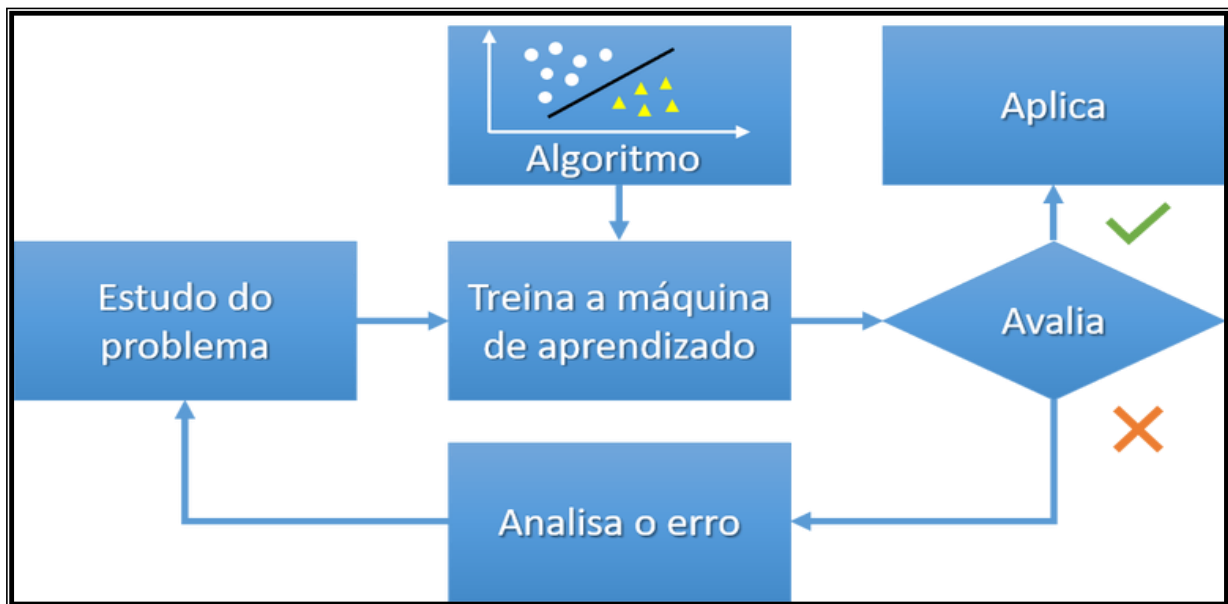 Algoritmo
Aplica
Estudo do
problema
Treina a máquina
de aprendizado
Avalia
Analisa o erro